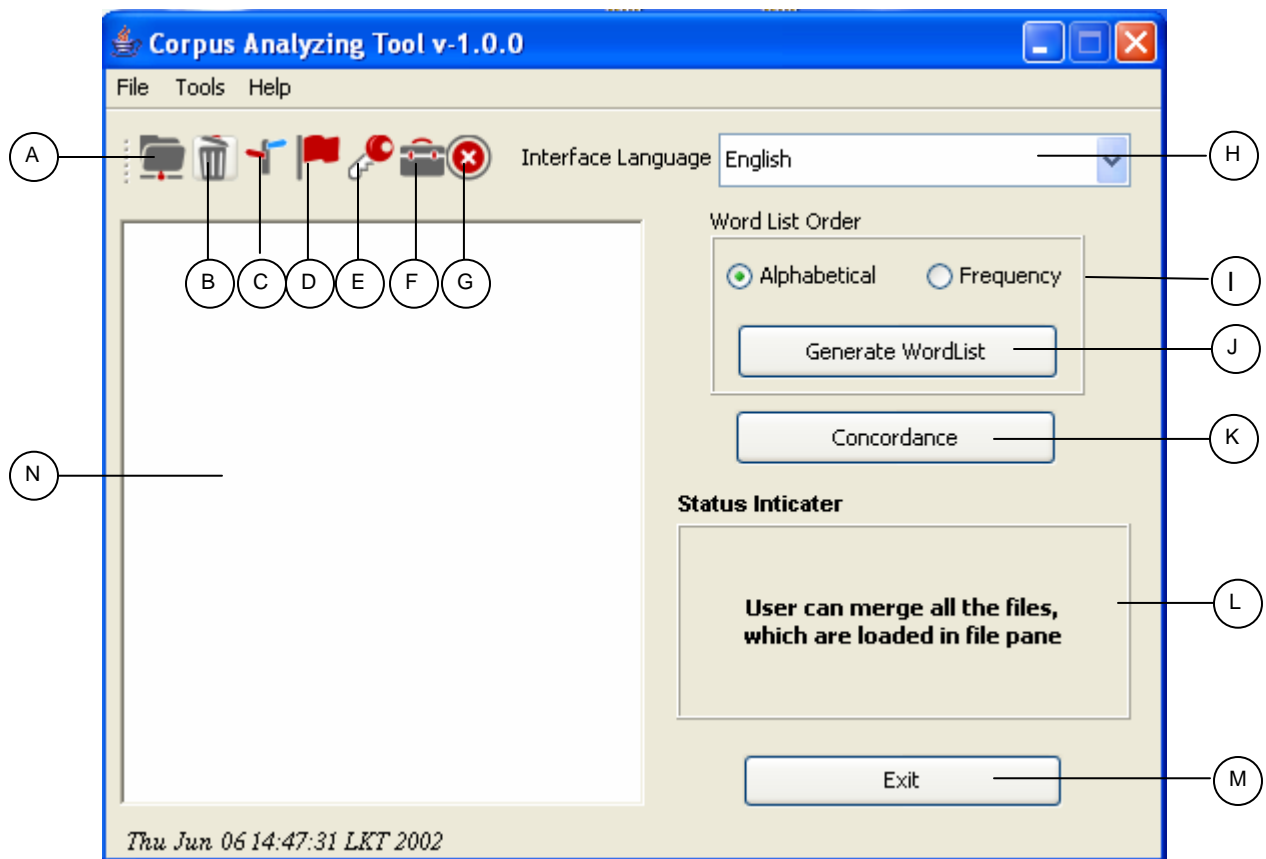 Corpus Analyzing Tool v-1.0.0
File Tools Help
A
Interface Language English
H
Word List Order
B C D E F G
Alphabetical Frequency
I
Generate WordList
J
Concordance
K
N
Status Inticater
User can merge all the files,
which are loaded in file pane
L
Exit
M
Thu Jun 06 14:47:31 LKT 2002